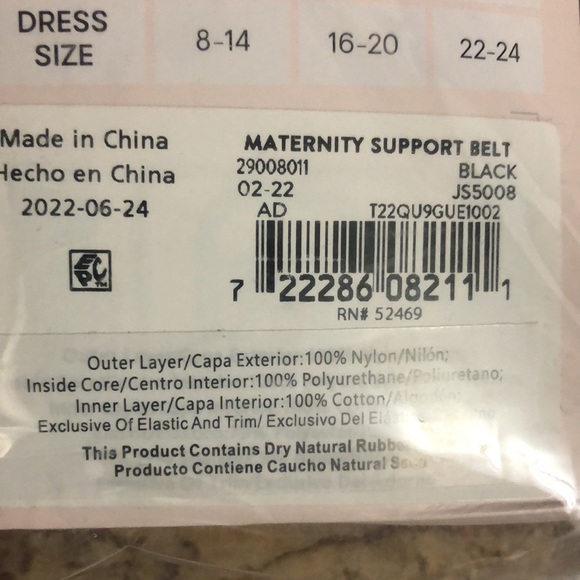 DRESS SIZE 8-14 16-20 22-24
Made in China
Hecho en China
2022-06-24
EPC
MATERNITY SUPPORT BELT
29008011 BLACK
02-22 JS5008
AD T22QU9GUE1002
7 22286 08211 1
RN# 52469
Outer Layer/Capa Exterior:100% Nylon/Nilón;
Inside Core/Centro Interior:100% Polyurethane/Poliuretano;
Inner Layer/Capa Interior:100% Cotton/Algodón;
Exclusive Of Elastic And Trim/ Exclusivo Del
This Product Contains Dry Natural
Producto Contiene Caucho Natural